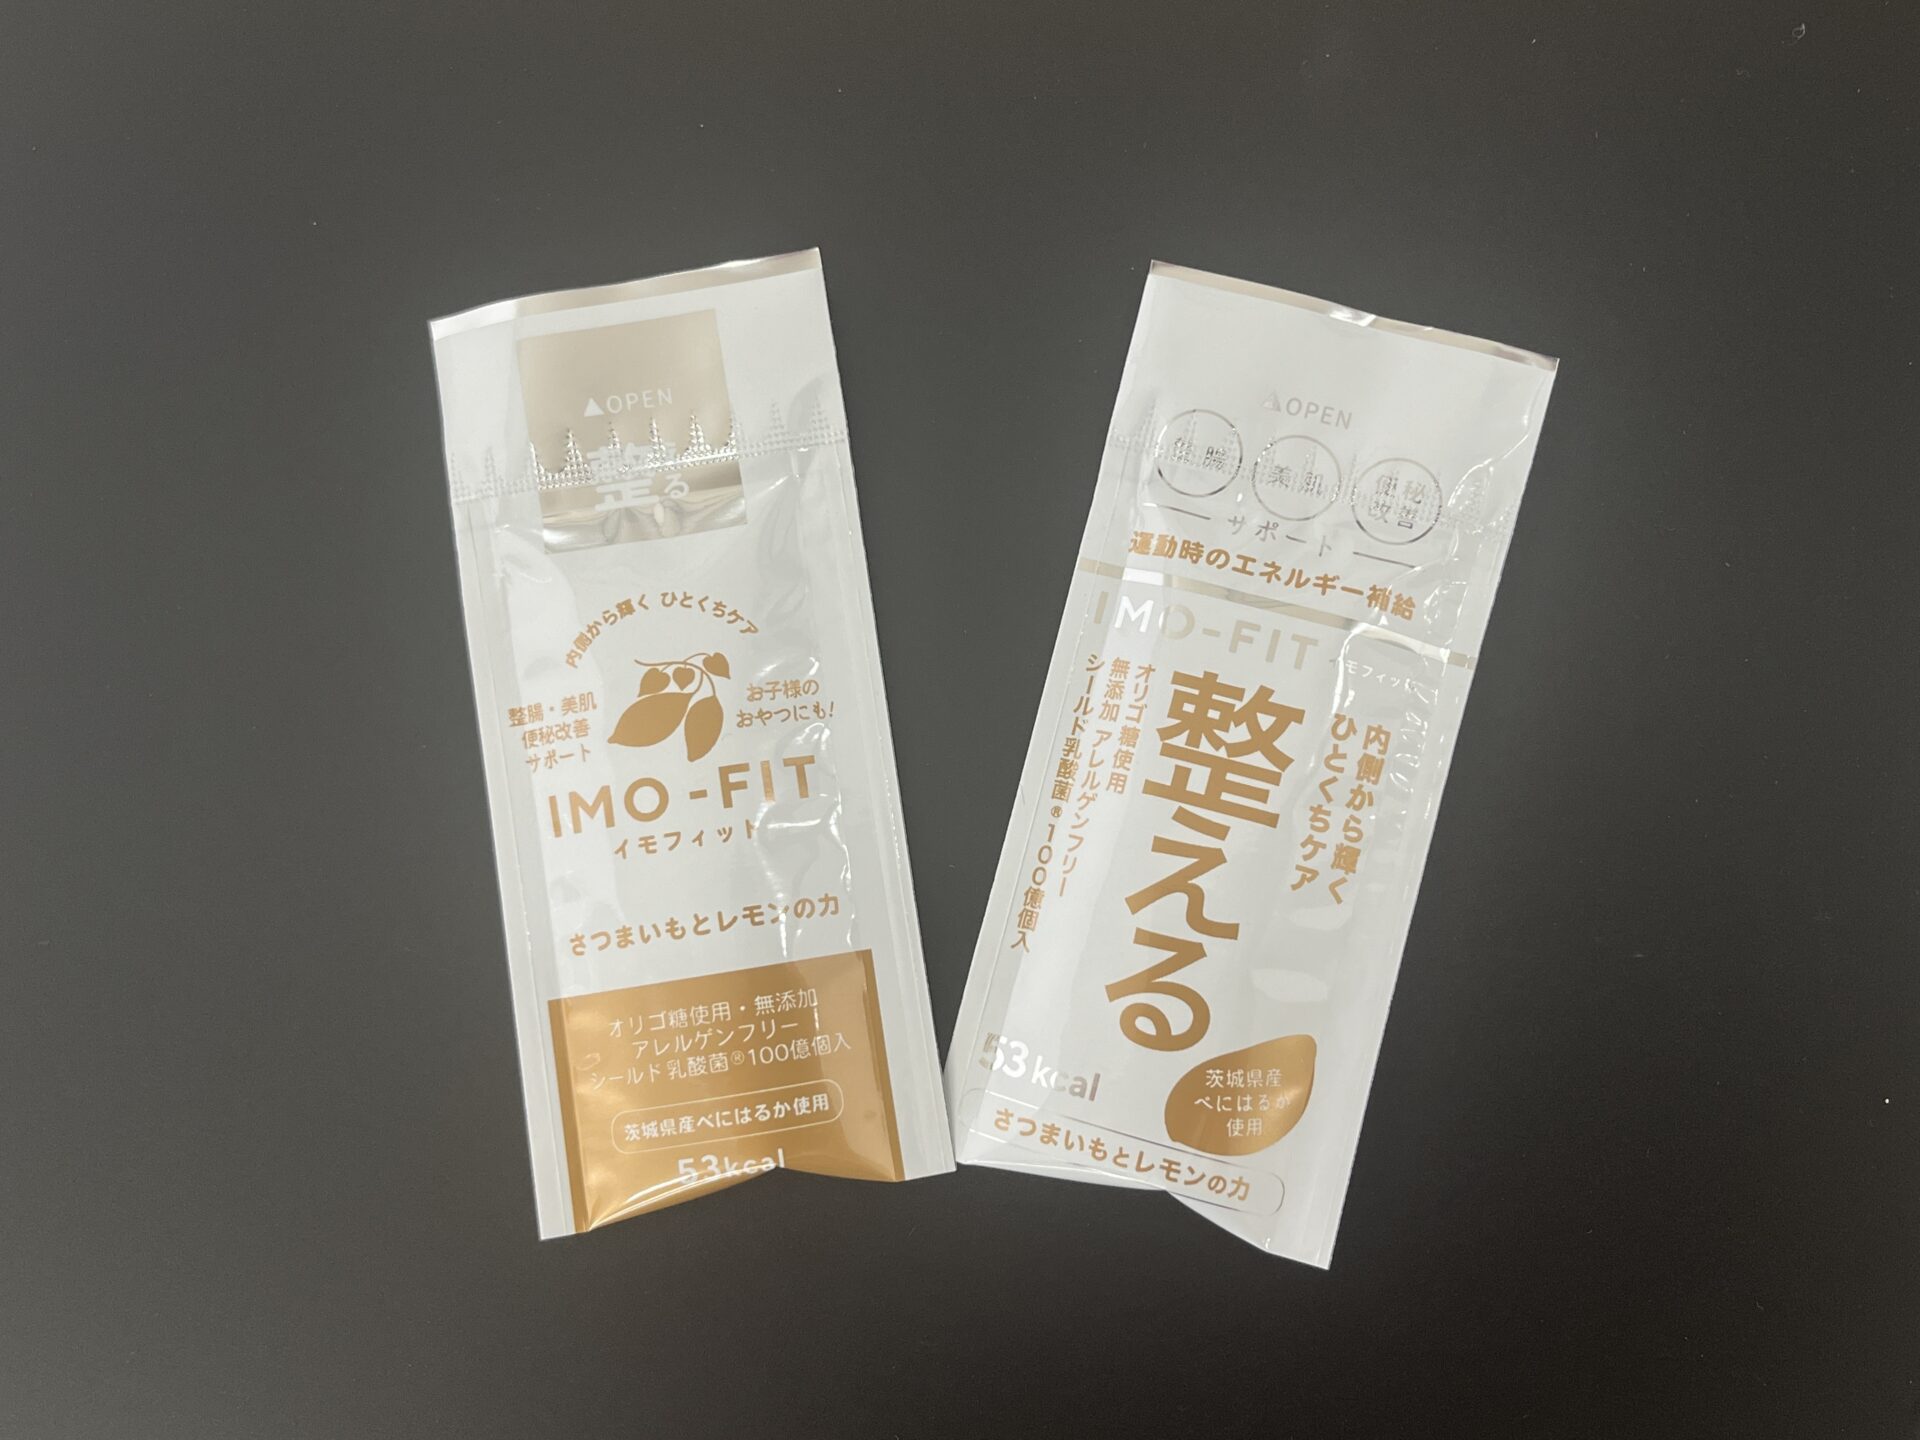 ▲OPEN
整る
内側から輝く ひとくちケア
整腸・美肌
便秘改善
サポート
お子様の
おやつにも!
IMO-FIT
イモフィット
さつまいもとレモンの力
オリゴ糖使用・無添加
アレルゲンフリー
シールド乳酸菌®100億個入
茨城県産べにはるか使用
53kcal
▲OPEN
整腸
美肌
便秘
改善
サポート
運動時のエネルギー補給
IMO-FIT イモフィット
内側から輝く
ひとくちケア
整える
オリゴ糖使用
無添加 アレルゲンフリー
シールド乳酸菌®100億個入
53kcal
茨城県産
べにはるか
使用
さつまいもとレモンの力